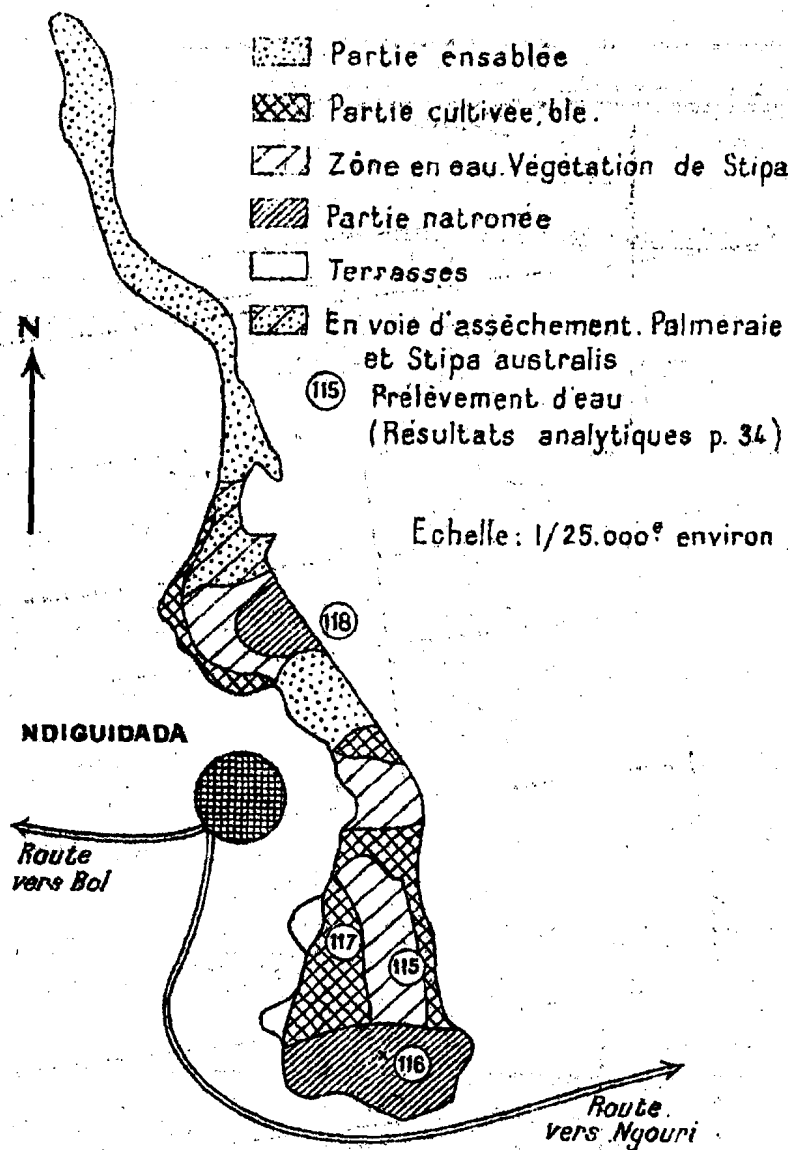 Partie ensablée
Partie cultivée, ble.
Zône en eau. Végétation de Stipa
Partie natronée
Terrasses
En voie d'asséchement. Palmeraie
et Stipa australis
115 Prélèvement d'eau
(Résultats analytiques p. 34)
N
Echelle: 1/25.000e environ
118
NDIGUIDADA
Route
vers Bol
117
115
116
Route
vers Ngouri